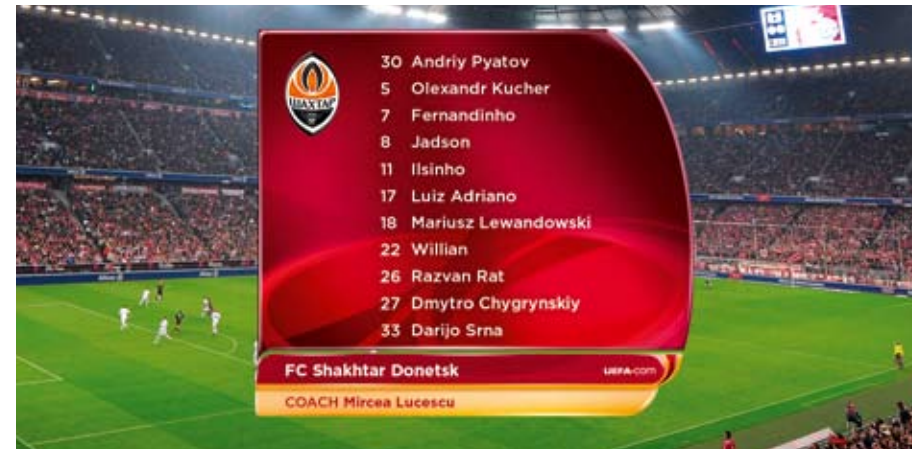 ШАХТАР
30 Andriy Pyatov
5 Olexandr Kucher
7 Fernandinho
8 Jadson
11 Ilsinho
17 Luiz Adriano
18 Mariusz Lewandowski
22 Willian
26 Razvan Rat
27 Dmytro Chygrynskiy
33 Darijo Srna
FC Shakhtar Donetsk
UEFA.com
COACH Mircea Lucescu